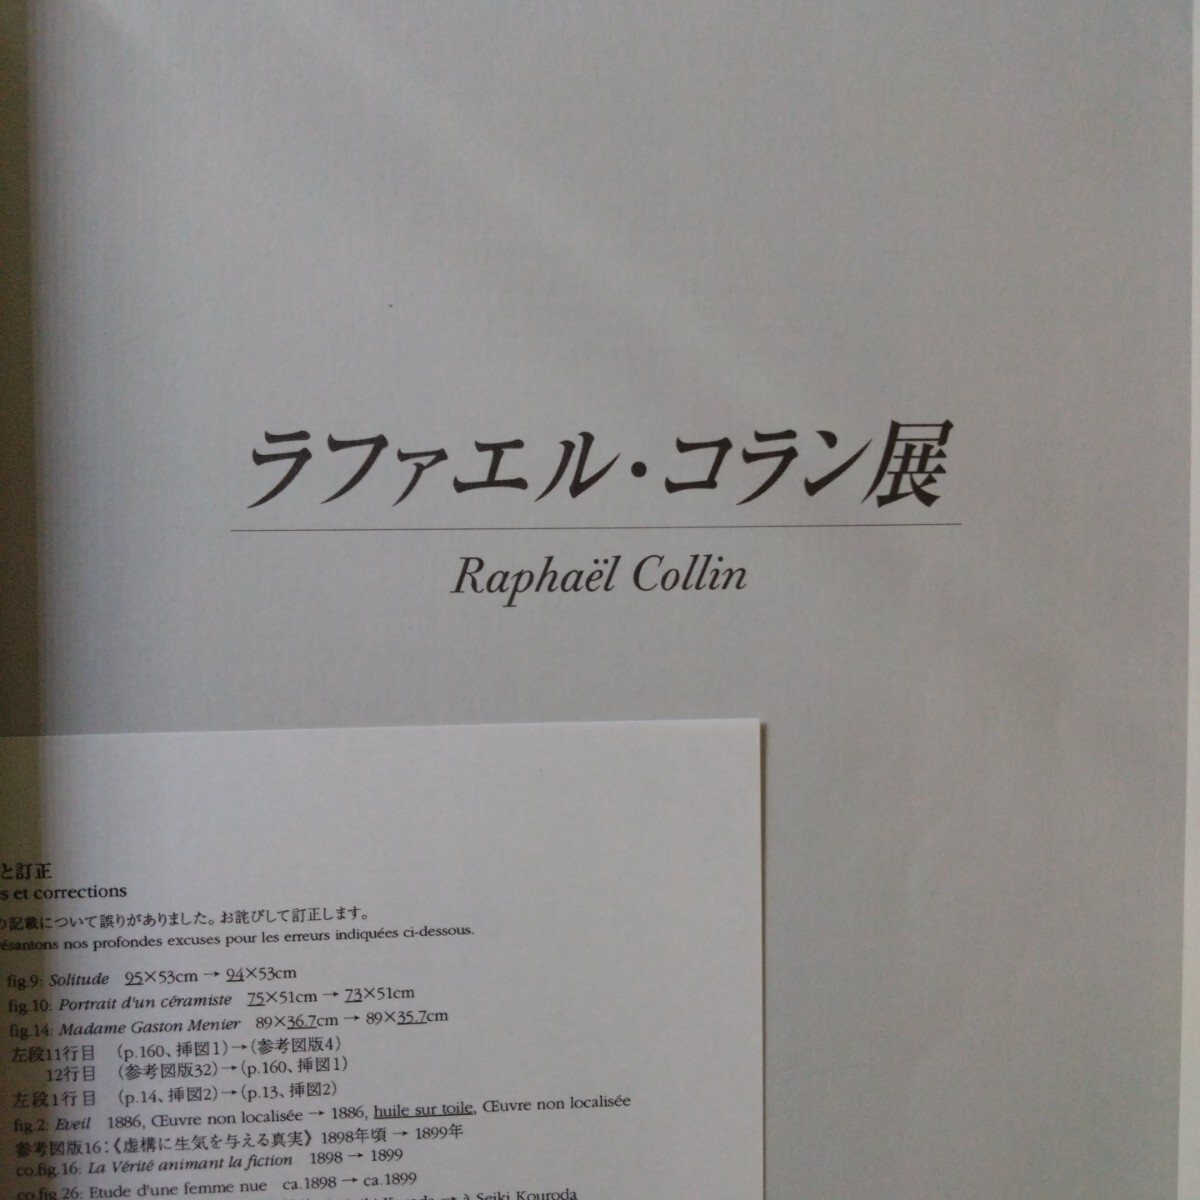 ラファエル・コラン展
Raphaël Collin
と訂正
s et corrections
の記載について誤りがありました。お詫びして訂正します。
ésantons nos profondes excuses pour les erreurs indiquées ci-dessous.
fig.9: Solitude 95×53cm → 94×53cm
fig.10: Portrait d'un céramiste 75×51cm → 73×51cm
fig.14: Madame Gaston Menier 89×36.7cm → 89×35.7cm
左段11行目 (p.160、挿図1)→(参考図版4)
12行目 (参考図版32)→(p.160、挿図1)
左段1行目 (p.14、挿図2)→(p.13、挿図2)
fig.2: Eveil 1886, Œuvre non localisée → 1886, huile sur toile, Œuvre non localisée
参考図版16:《虚構に生気を与える真実》 1898年頃 → 1899年
co.fig.16: La Vérité animant la fiction 1898 → 1899
co.fig.26: Etude d'une femme nue ca.1898 → ca.1899
→ à Seiki Kouroda